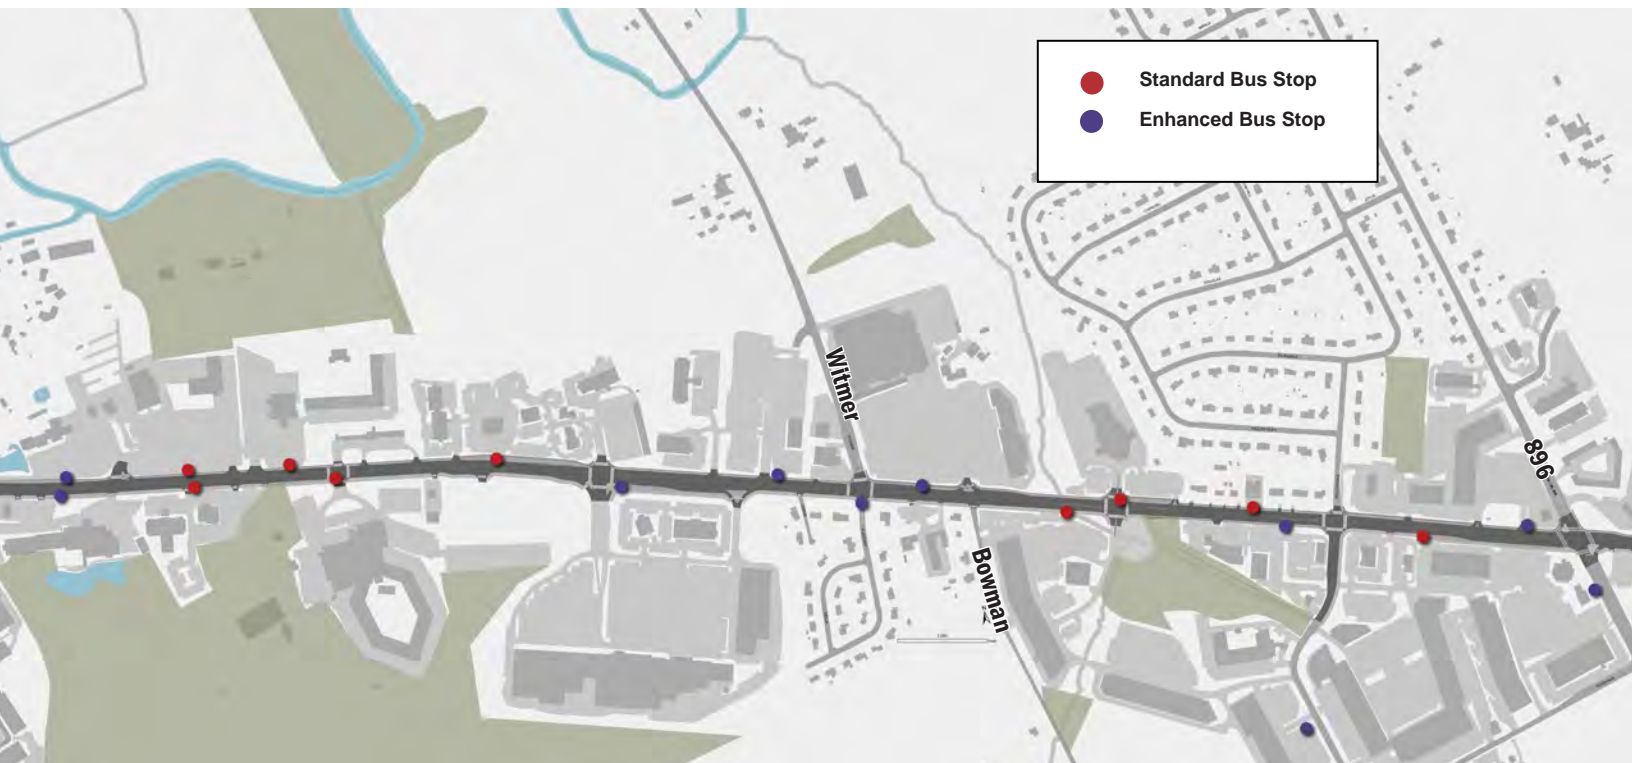 Standard Bus Stop
Enhanced Bus Stop
Witmer
896
Bowman